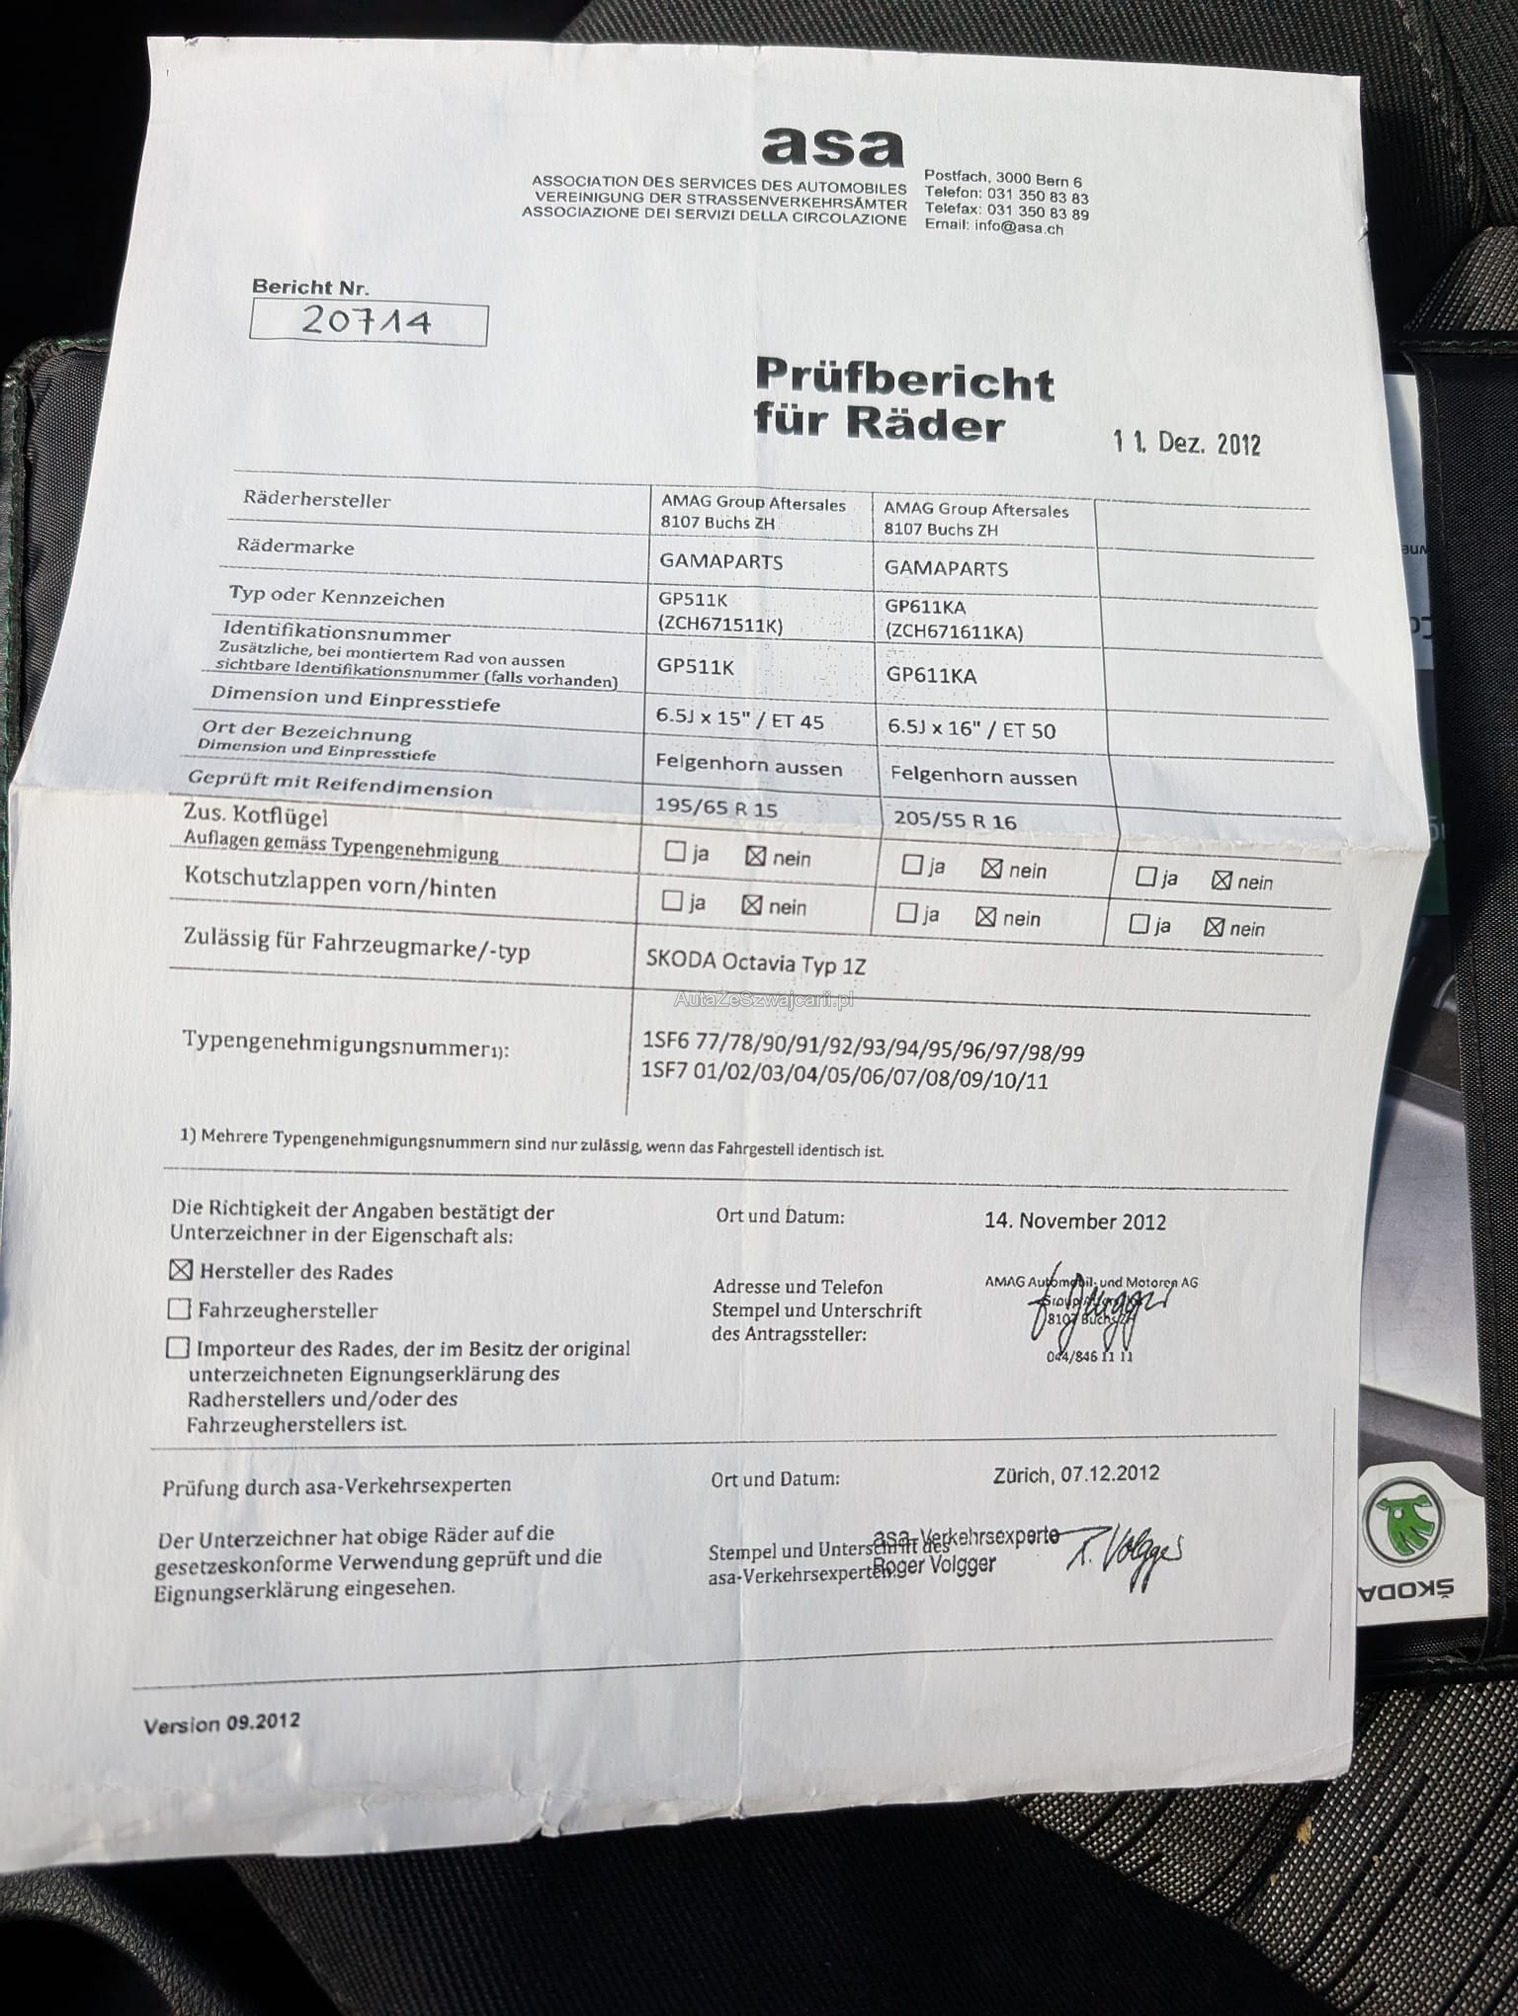 asa
ASSOCIATION DES SERVICES DES AUTOMOBILES
VEREINIGUNG DER STRASSENVERKEHRSÄMTER
ASSOCIAZIONE DEI SERVIZI DELLA CIRCOLAZIONE
Postfach, 3000 Bern 6
Telefon: 031 350 83 83
Telefax: 031 350 83 89
Email: info@asa.ch
Bericht Nr.
20714
Prüfbericht
für Räder
11. Dez. 2012
Räderhersteller
AMAG Group Aftersales
8107 Buchs ZH
AMAG Group Aftersales
8107 Buchs ZH
Rädermarke
GAMAPARTS
GAMAPARTS
Typ oder Kennzeichen
GP511K
(ZCH671511K)
GP611KA
(ZCH671611KA)
Identifikationsnummer
Zusätzliche, bei montiertem Rad von aussen
sichtbare Identifikationsnummer (falls vorhanden)
GP511K
GP611KA
Dimension und Einpresstiefe
6.5J x 15" / ET 45
6.5J x 16" / ET 50
Ort der Bezeichnung
Dimension und Einpresstiefe
Felgenhorn aussen
Felgenhorn aussen
Geprüft mit Reifendimension
195/65 R 15
205/55 R 16
Zus. Kotflügel
Auflagen gemäss Typengenehmigung
☐ ja ☒ nein
☐ ja ☒ nein
☐ ja ☒ nein
Kotschutzlappen vorn/hinten
☐ ja ☒ nein
☐ ja ☒ nein
☐ ja ☒ nein
Zulässig für Fahrzeugmarke/-typ
SKODA Octavia Typ 1Z
AutaZeSzwajcarii.pl
Typengenehmigungsnummer1):
1SF6 77/78/90/91/92/93/94/95/96/97/98/99
1SF7 01/02/03/04/05/06/07/08/09/10/11
1) Mehrere Typengenehmigungsnummern sind nur zulässig, wenn das Fahrgestell identisch ist.
Die Richtigkeit der Angaben bestätigt der
Unterzeichner in der Eigenschaft als:
☒ Hersteller des Rades
☐ Fahrzeughersteller
☐ Importeur des Rades, der im Besitz der original
unterzeichneten Eignungserklärung des
Radherstellers und/oder des
Fahrzeugherstellers ist.
Ort und Datum:
14. November 2012
Adresse und Telefon
Stempel und Unterschrift
des Antragssteller:
AMAG Automobil- und Motoren AG
8107 Buchs ZH
044/846 11 11
Prüfung durch asa-Verkehrsexperten
Ort und Datum:
Zürich, 07.12.2012
Der Unterzeichner hat obige Räder auf die
gesetzeskonforme Verwendung geprüft und die
Eignungserklärung eingesehen.
Stempel und Unterschrift des
asa-Verkehrsexperten:
asa-Verkehrsexperte
Roger Volgger
R. Volgger
Version 09.2012
ŠKODA